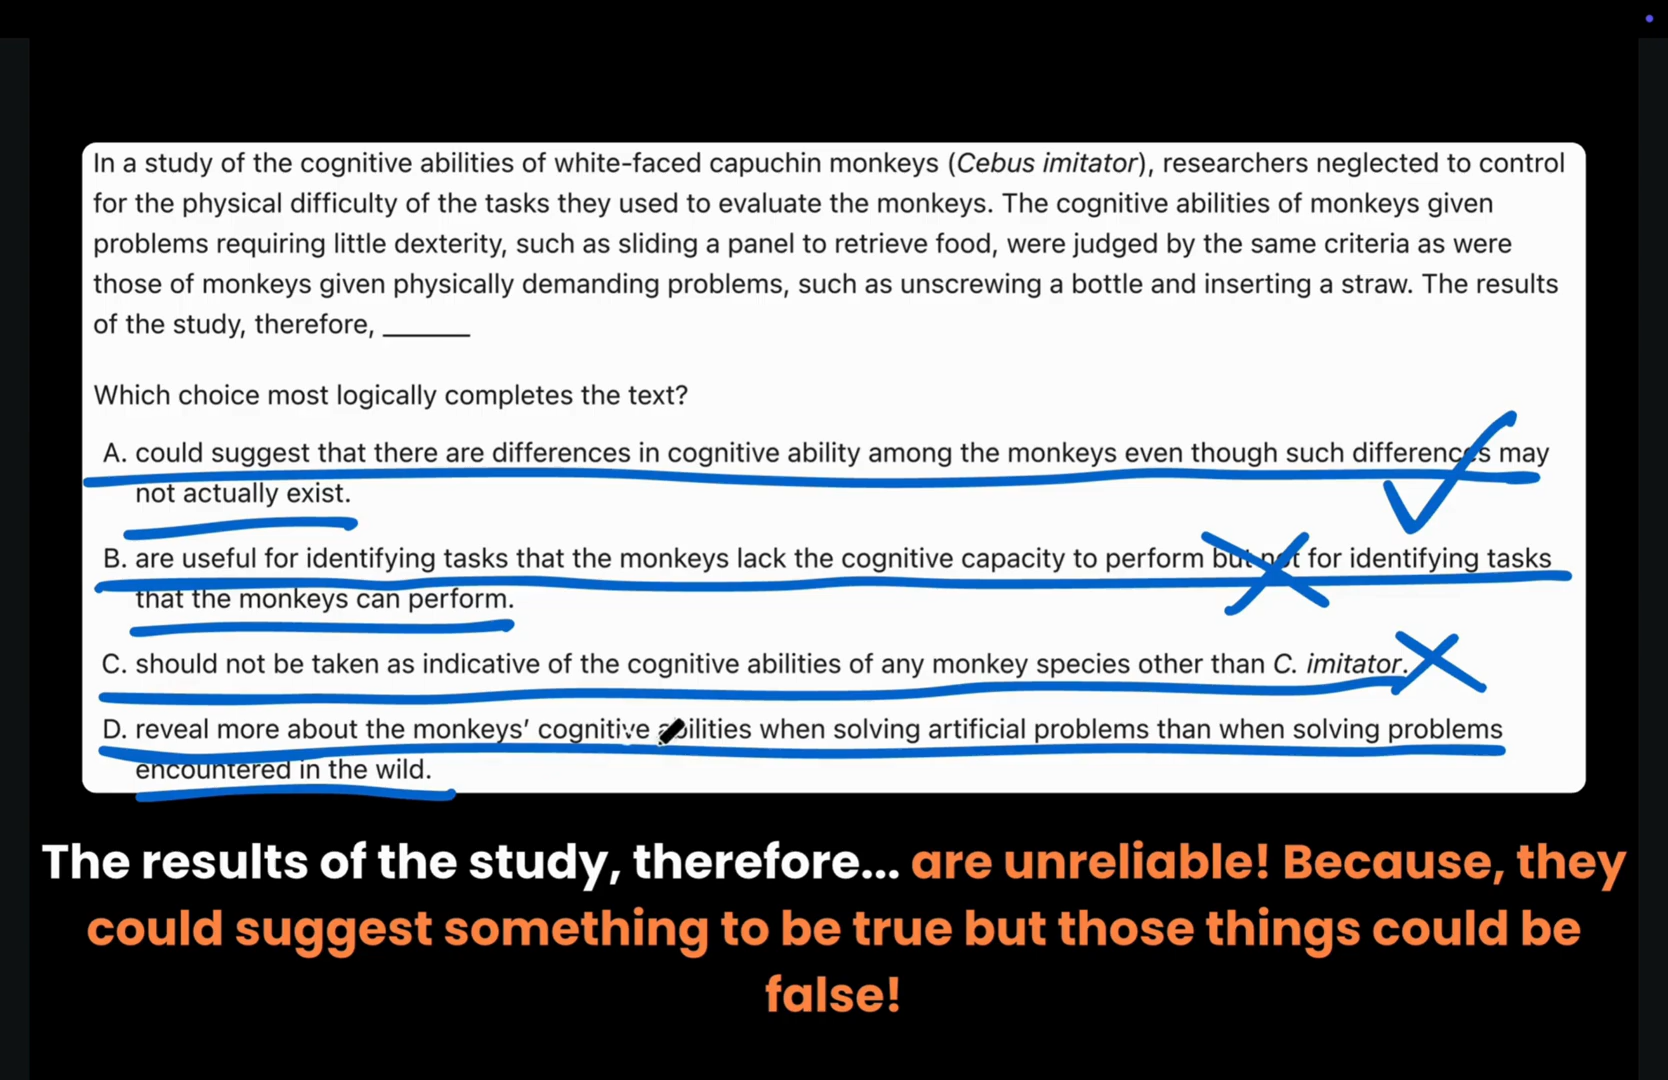 In a study of the cognitive abilities of white-faced capuchin monkeys (Cebus imitator), researchers neglected to control
for the physical difficulty of the tasks they used to evaluate the monkeys. The cognitive abilities of monkeys given
problems requiring little dexterity, such as sliding a panel to retrieve food, were judged by the same criteria as were
those of monkeys given physically demanding problems, such as unscrewing a bottle and inserting a straw. The results
of the study, therefore, ______
Which choice most logically completes the text?
A. could suggest that there are differences in cognitive ability among the monkeys even though such differences may
not actually exist.
B. are useful for identifying tasks that the monkeys lack the cognitive capacity to perform but not for identifying tasks
that the monkeys can perform.
C. should not be taken as indicative of the cognitive abilities of any monkey species other than C. imitator.
D. reveal more about the monkeys' cognitive abilities when solving artificial problems than when solving problems
encountered in the wild.
The results of the study, therefore... are unreliable! Because, they
could suggest something to be true but those things could be
false!